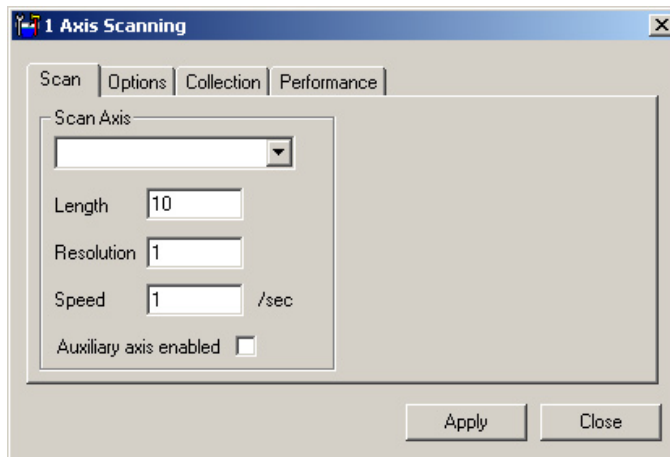 1 Axis Scanning
Scan Options Collection Performance
Scan Axis
Length 10
Resolution 1
Speed 1 /sec
Auxiliary axis enabled
Apply Close